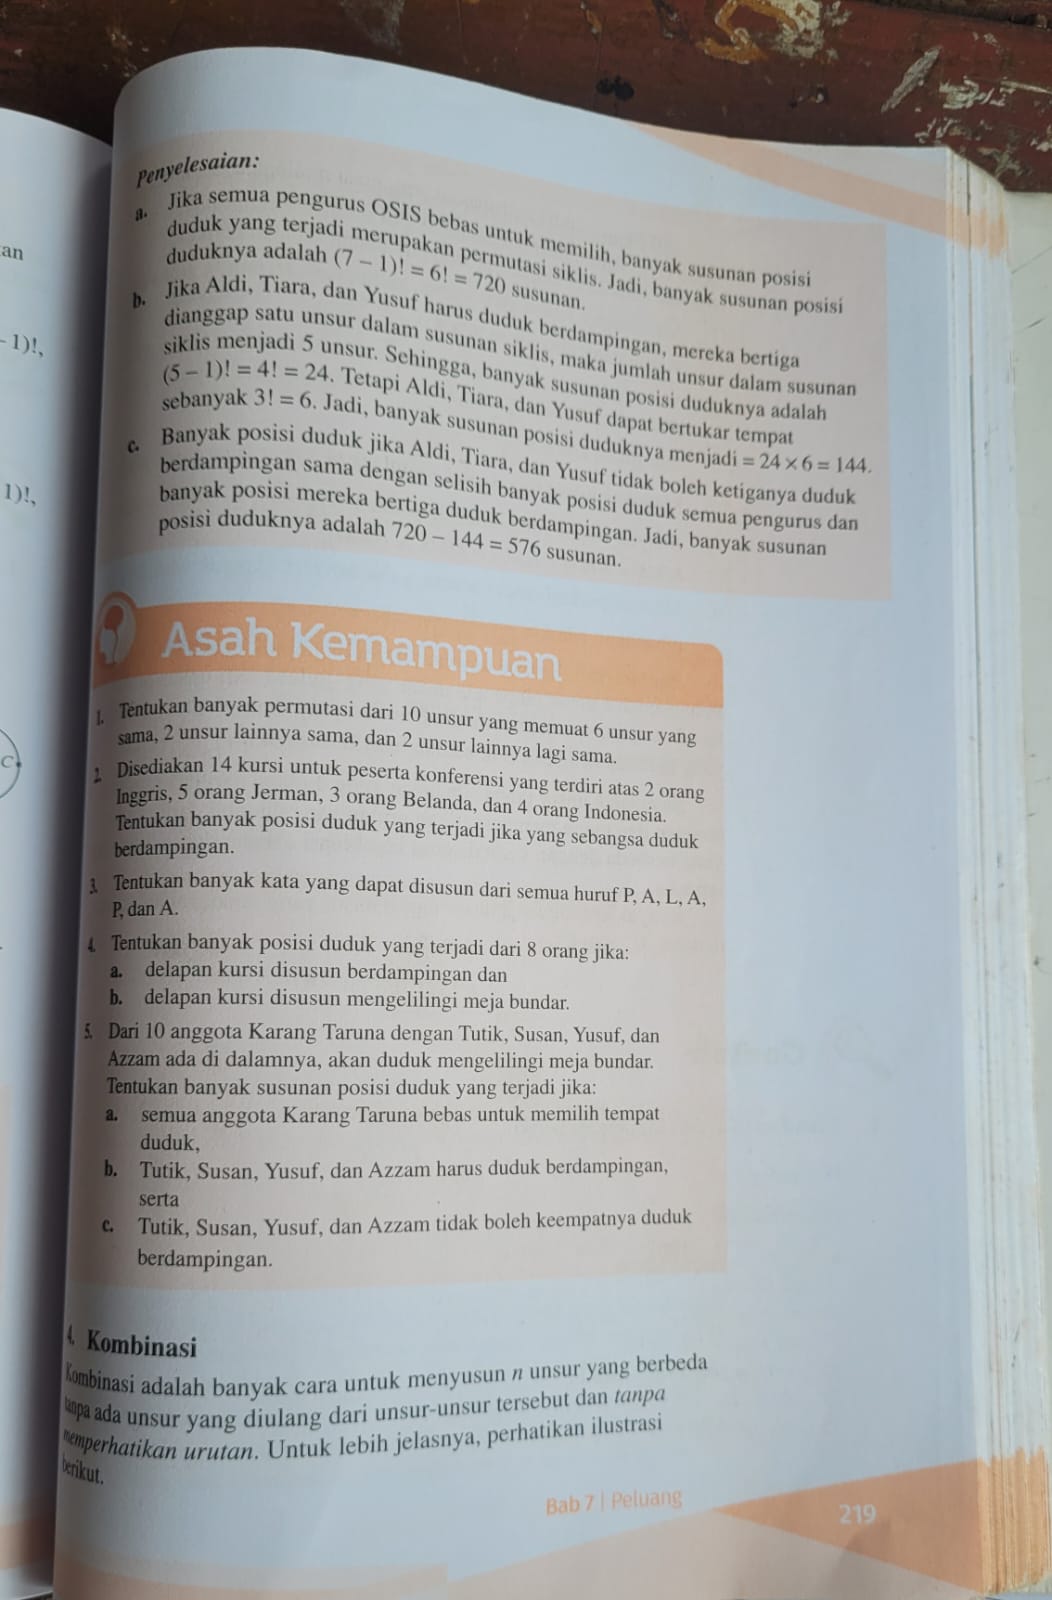 an
- 1)!,
1)!,
C
Penyelesaian:
a. Jika semua pengurus OSIS bebas untuk memilih, banyak susunan posisi
duduk yang terjadi merupakan permutasi siklis. Jadi, banyak susunan posisi
duduknya adalah (7 – 1)! = 6! = 720 susunan.
b. Jika Aldi, Tiara, dan Yusuf harus duduk berdampingan, mereka bertiga
dianggap satu unsur dalam susunan siklis, maka jumlah unsur dalam susunan
siklis menjadi 5 unsur. Sehingga, banyak susunan posisi duduknya adalah
(5 – 1)! = 4! = 24. Tetapi Aldi, Tiara, dan Yusuf dapat bertukar tempat
sebanyak 3! = 6. Jadi, banyak susunan posisi duduknya menjadi = 24 × 6 = 144.
c. Banyak posisi duduk jika Aldi, Tiara, dan Yusuf tidak boleh ketiganya duduk
berdampingan sama dengan selisih banyak posisi duduk semua pengurus dan
banyak posisi mereka bertiga duduk berdampingan. Jadi, banyak susunan
posisi duduknya adalah 720 – 144 = 576 susunan.
Asah Kemampuan
1. Tentukan banyak permutasi dari 10 unsur yang memuat 6 unsur yang
sama, 2 unsur lainnya sama, dan 2 unsur lainnya lagi sama.
2. Disediakan 14 kursi untuk peserta konferensi yang terdiri atas 2 orang
Inggris, 5 orang Jerman, 3 orang Belanda, dan 4 orang Indonesia.
Tentukan banyak posisi duduk yang terjadi jika yang sebangsa duduk
berdampingan.
3. Tentukan banyak kata yang dapat disusun dari semua huruf P, A, L, A,
P, dan A.
4. Tentukan banyak posisi duduk yang terjadi dari 8 orang jika:
a. delapan kursi disusun berdampingan dan
b. delapan kursi disusun mengelilingi meja bundar.
5. Dari 10 anggota Karang Taruna dengan Tutik, Susan, Yusuf, dan
Azzam ada di dalamnya, akan duduk mengelilingi meja bundar.
Tentukan banyak susunan posisi duduk yang terjadi jika:
a. semua anggota Karang Taruna bebas untuk memilih tempat
duduk,
b. Tutik, Susan, Yusuf, dan Azzam harus duduk berdampingan,
serta
c. Tutik, Susan, Yusuf, dan Azzam tidak boleh keempatnya duduk
berdampingan.
4. Kombinasi
Kombinasi adalah banyak cara untuk menyusun n unsur yang berbeda
tanpa ada unsur yang diulang dari unsur-unsur tersebut dan tanpa
memperhatikan urutan. Untuk lebih jelasnya, perhatikan ilustrasi
berikut.
Bab 7 | Peluang
219